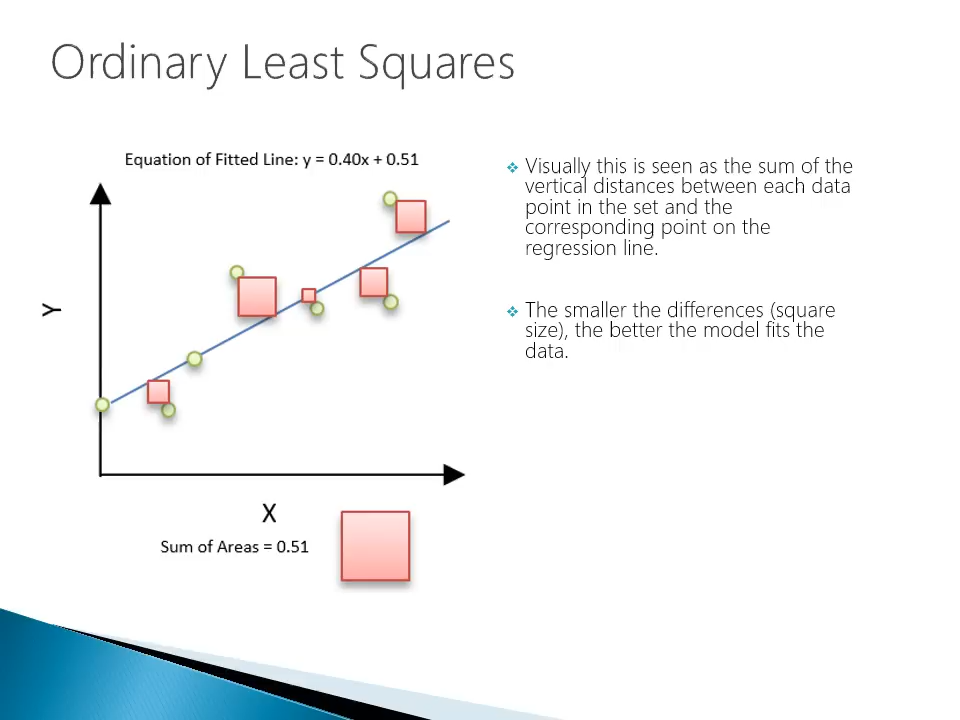 Ordinary Least Squares
Equation of Fitted Line: y = 0.40x + 0.51
Y
X
Sum of Areas = 0.51
❖ Visually this is seen as the sum of the
vertical distances between each data
point in the set and the
corresponding point on the
regression line.
❖ The smaller the differences (square
size), the better the model fits the
data.